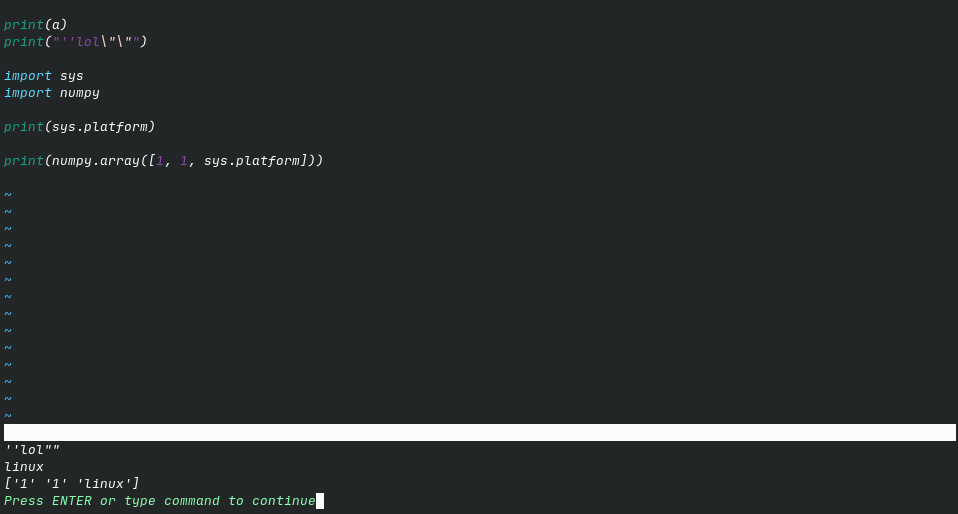 print(a)
print("''lol\"\"")
import sys
import numpy
print(sys.platform)
print(numpy.array([1, 1, sys.platform]))
~
~
~
~
~
~
~
~
~
~
~
~
~
~
''lol""
linux
['1' '1' 'linux']
Press ENTER or type command to continue